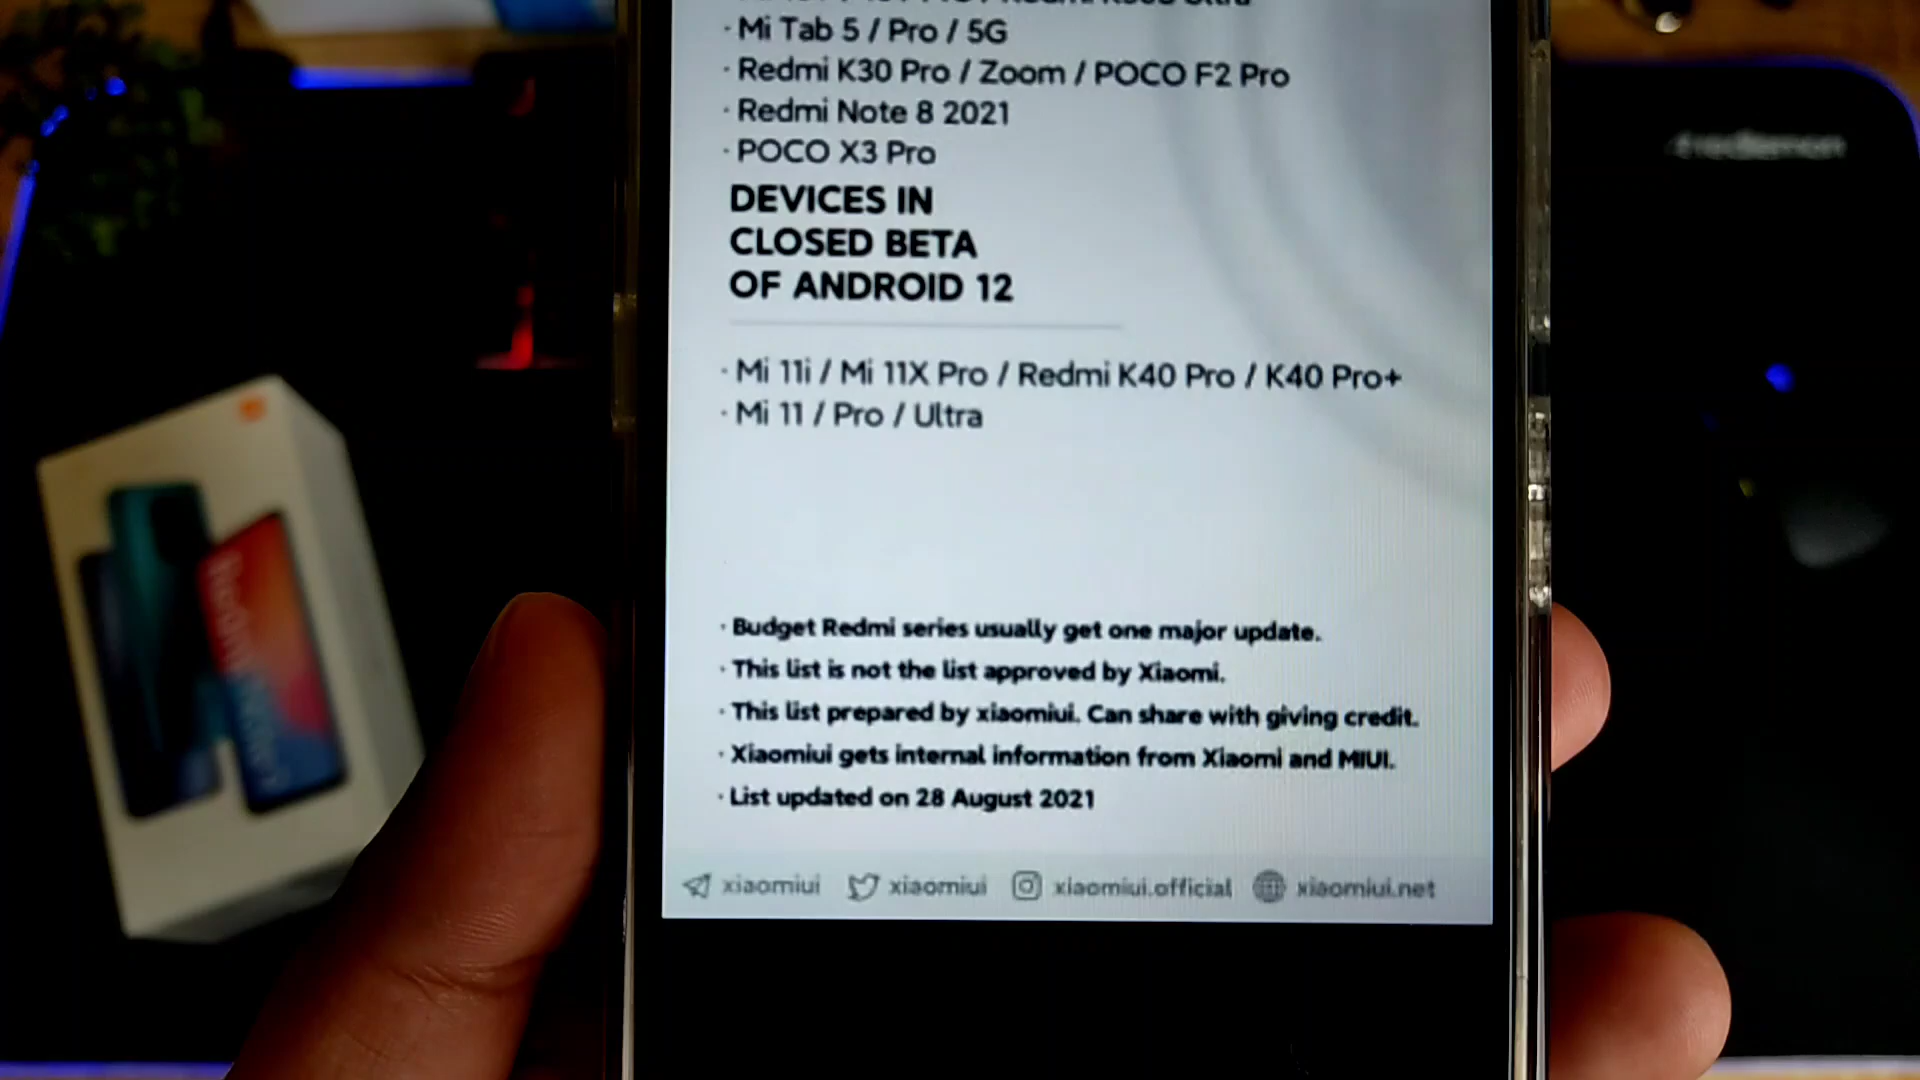 · Mi Tab 5 / Pro / 5G
· Redmi K30 Pro / Zoom / POCO F2 Pro
· Redmi Note 8 2021
· POCO X3 Pro
DEVICES IN
CLOSED BETA
OF ANDROID 12
· Mi 11i / Mi 11X Pro / Redmi K40 Pro / K40 Pro+
· Mi 11 / Pro / Ultra
· Budget Redmi series usually get one major update.
· This list is not the list approved by Xiaomi.
· This list prepared by xiaomiui. Can share with giving credit.
· Xiaomiui gets internal information from Xiaomi and MIUI.
· List updated on 28 August 2021
xiaomiui xiaomiui xiaomiui.official xiaomiui.net